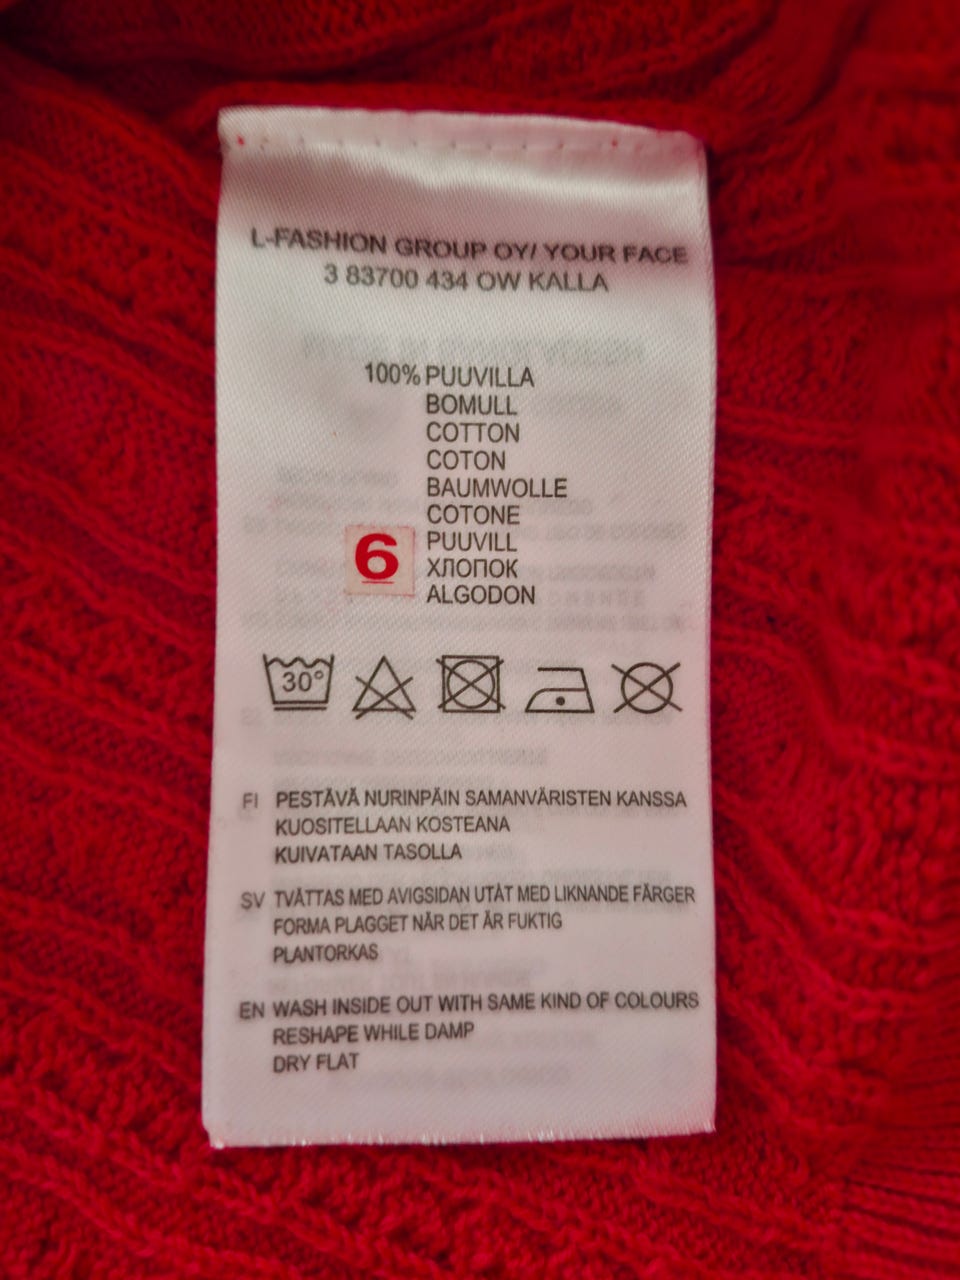 L-FASHION GROUP OY/ YOUR FACE
3 83700 434 OW KALLA
100% PUUVILLA
BOMULL
COTTON
COTON
BAUMWOLLE
COTONE
PUUVILL
ХЛОПОК
ALGODON
6
30°
FI PESTÄVÄ NURINPÄIN SAMANVÄRISTEN KANSSA
KUOSITELLAAN KOSTEANA
KUIVATAAN TASOLLA
SV TVÄTTAS MED AVIGSIDAN UTÅT MED LIKNANDE FÄRGER
FORMA PLAGGET NÄR DET ÄR FUKTIG
PLANTORKAS
EN WASH INSIDE OUT WITH SAME KIND OF COLOURS
RESHAPE WHILE DAMP
DRY FLAT